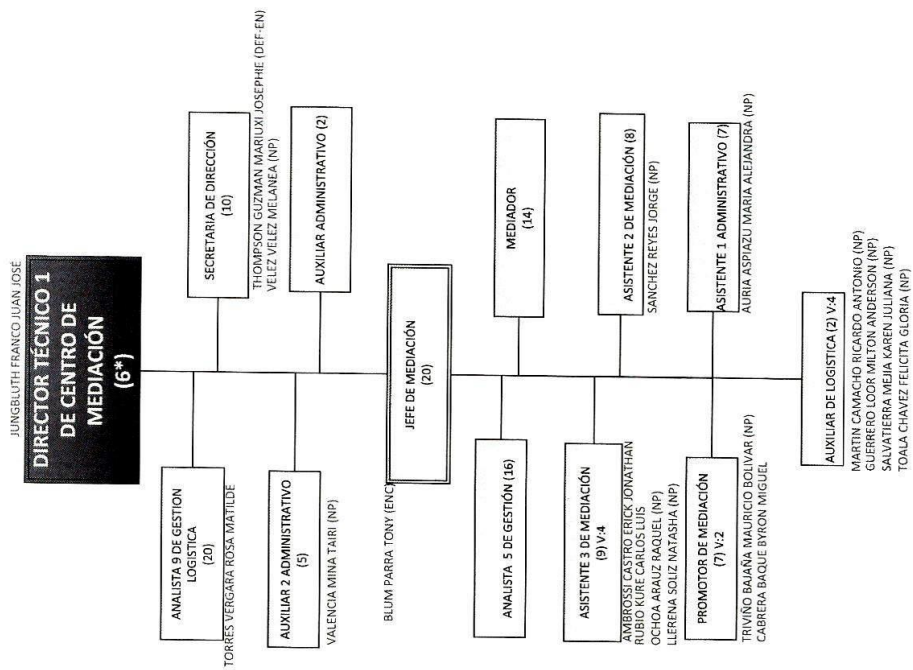 JUNGBLUTH FRANCO JUAN JOSÉ
DIRECTOR TÉCNICO 1
DE CENTRO DE
MEDIACIÓN
(6*)
ANALISTA 9 DE GESTION
LOGISTICA
(20)
TORRES VERGARA ROSA MATILDE
SECRETARIA DE DIRECCIÓN
(10)
THOMPSON GUZMAN MARIUXI JOSEPHIE (DEF-EN)
VELEZ VELEZ MELANEA (NP)
AUXILIAR 2 ADMINISTRATIVO
(5)
VALENCIA MINA TAIRI (NP)
AUXILIAR ADMINISTRATIVO (2)
BLUM PARRA TONY (ENC)
JEFE DE MEDIACIÓN
(20)
ANALISTA 5 DE GESTIÓN (16)
MEDIADOR
(14)
ASISTENTE 3 DE MEDIACIÓN
(9) V:4
AMBROSSI CASTRO ERICK JONATHAN
RUBIO KURE CARLOS LUIS
OCHOA ARAUZ RAQUEL (NP)
LLERENA SOLIZ NATASHA (NP)
ASISTENTE 2 DE MEDIACIÓN (8)
SANCHEZ REYES JORGE (NP)
PROMOTOR DE MEDIACIÓN
(7) V:2
TRIVIÑO BAJAÑA MAURICIO BOLIVAR (NP)
CABRERA BAQUE BYRON MIGUEL
ASISTENTE 1 ADMINISTRATIVO (7)
AURIA ASPIAZU MARIA ALEJANDRA (NP)
AUXILIAR DE LOGISTICA (2) V:4
MARTIN CAMACHO RICARDO ANTONIO (NP)
GUERRERO LOOR MILTON ANDERSON (NP)
SALVATIERRA MEJIA KAREN JULIANA (NP)
TOALA CHAVEZ FELICITA GLORIA (NP)